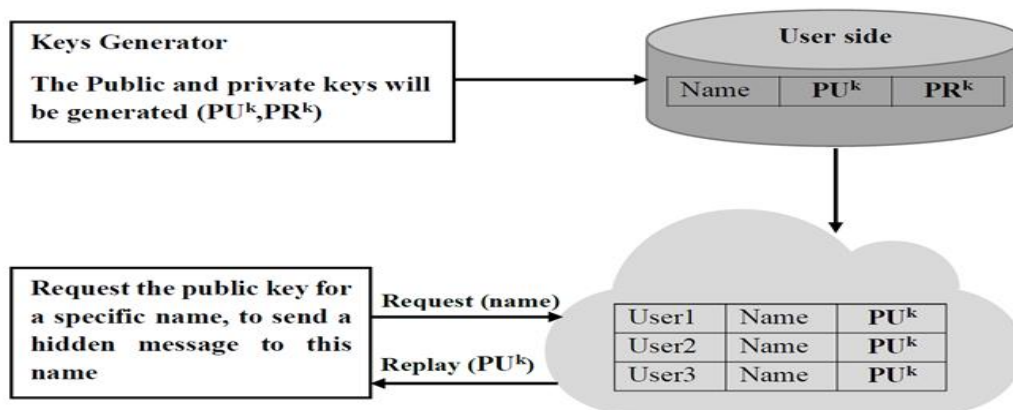 Keys Generator
The Public and private keys will
be generated (PUᵏ,PRᵏ)
User side
Name PUᵏ PRᵏ
Request the public key for
a specific name, to send a
hidden message to this
name
Request (name)
Replay (PUᵏ)
User1 Name PUᵏ
User2 Name PUᵏ
User3 Name PUᵏ